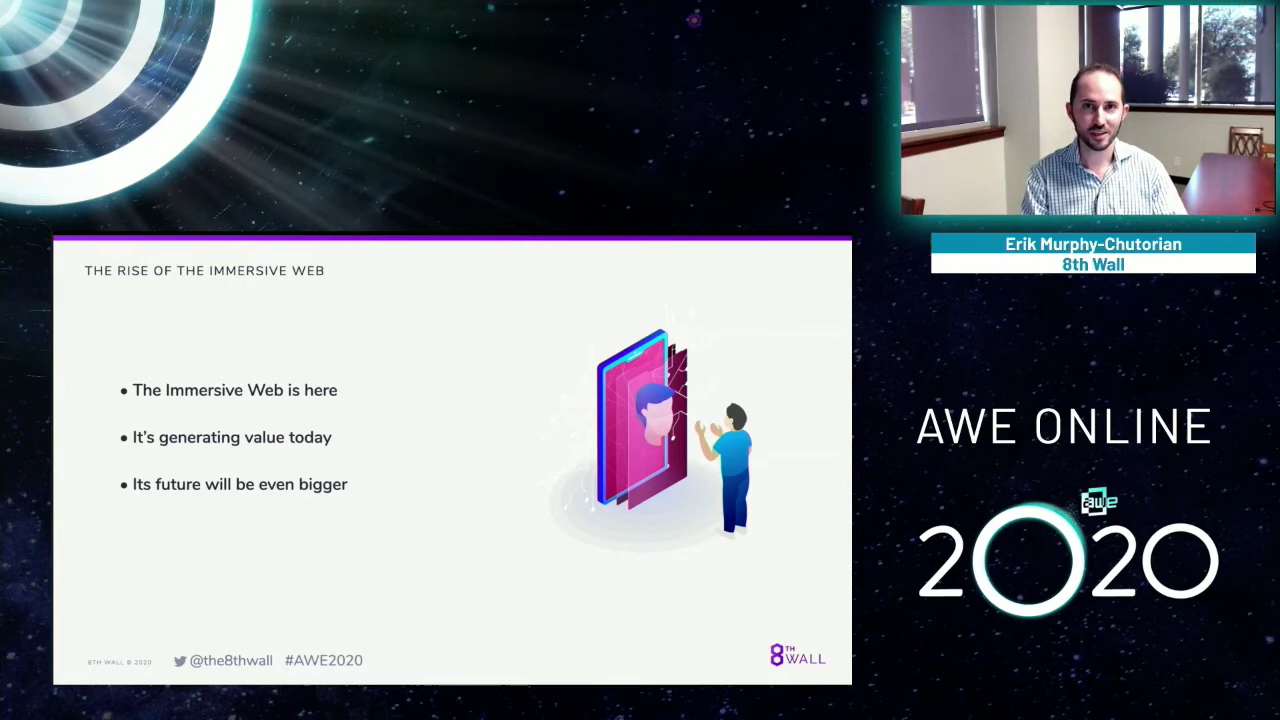 THE RISE OF THE IMMERSIVE WEB
• The Immersive Web is here
• It's generating value today
• Its future will be even bigger
8TH WALL © 2020 @the8thwall #AWE2020
8TH WALL
Erik Murphy-Chutorian
8th Wall
AWE ONLINE
awe
2020